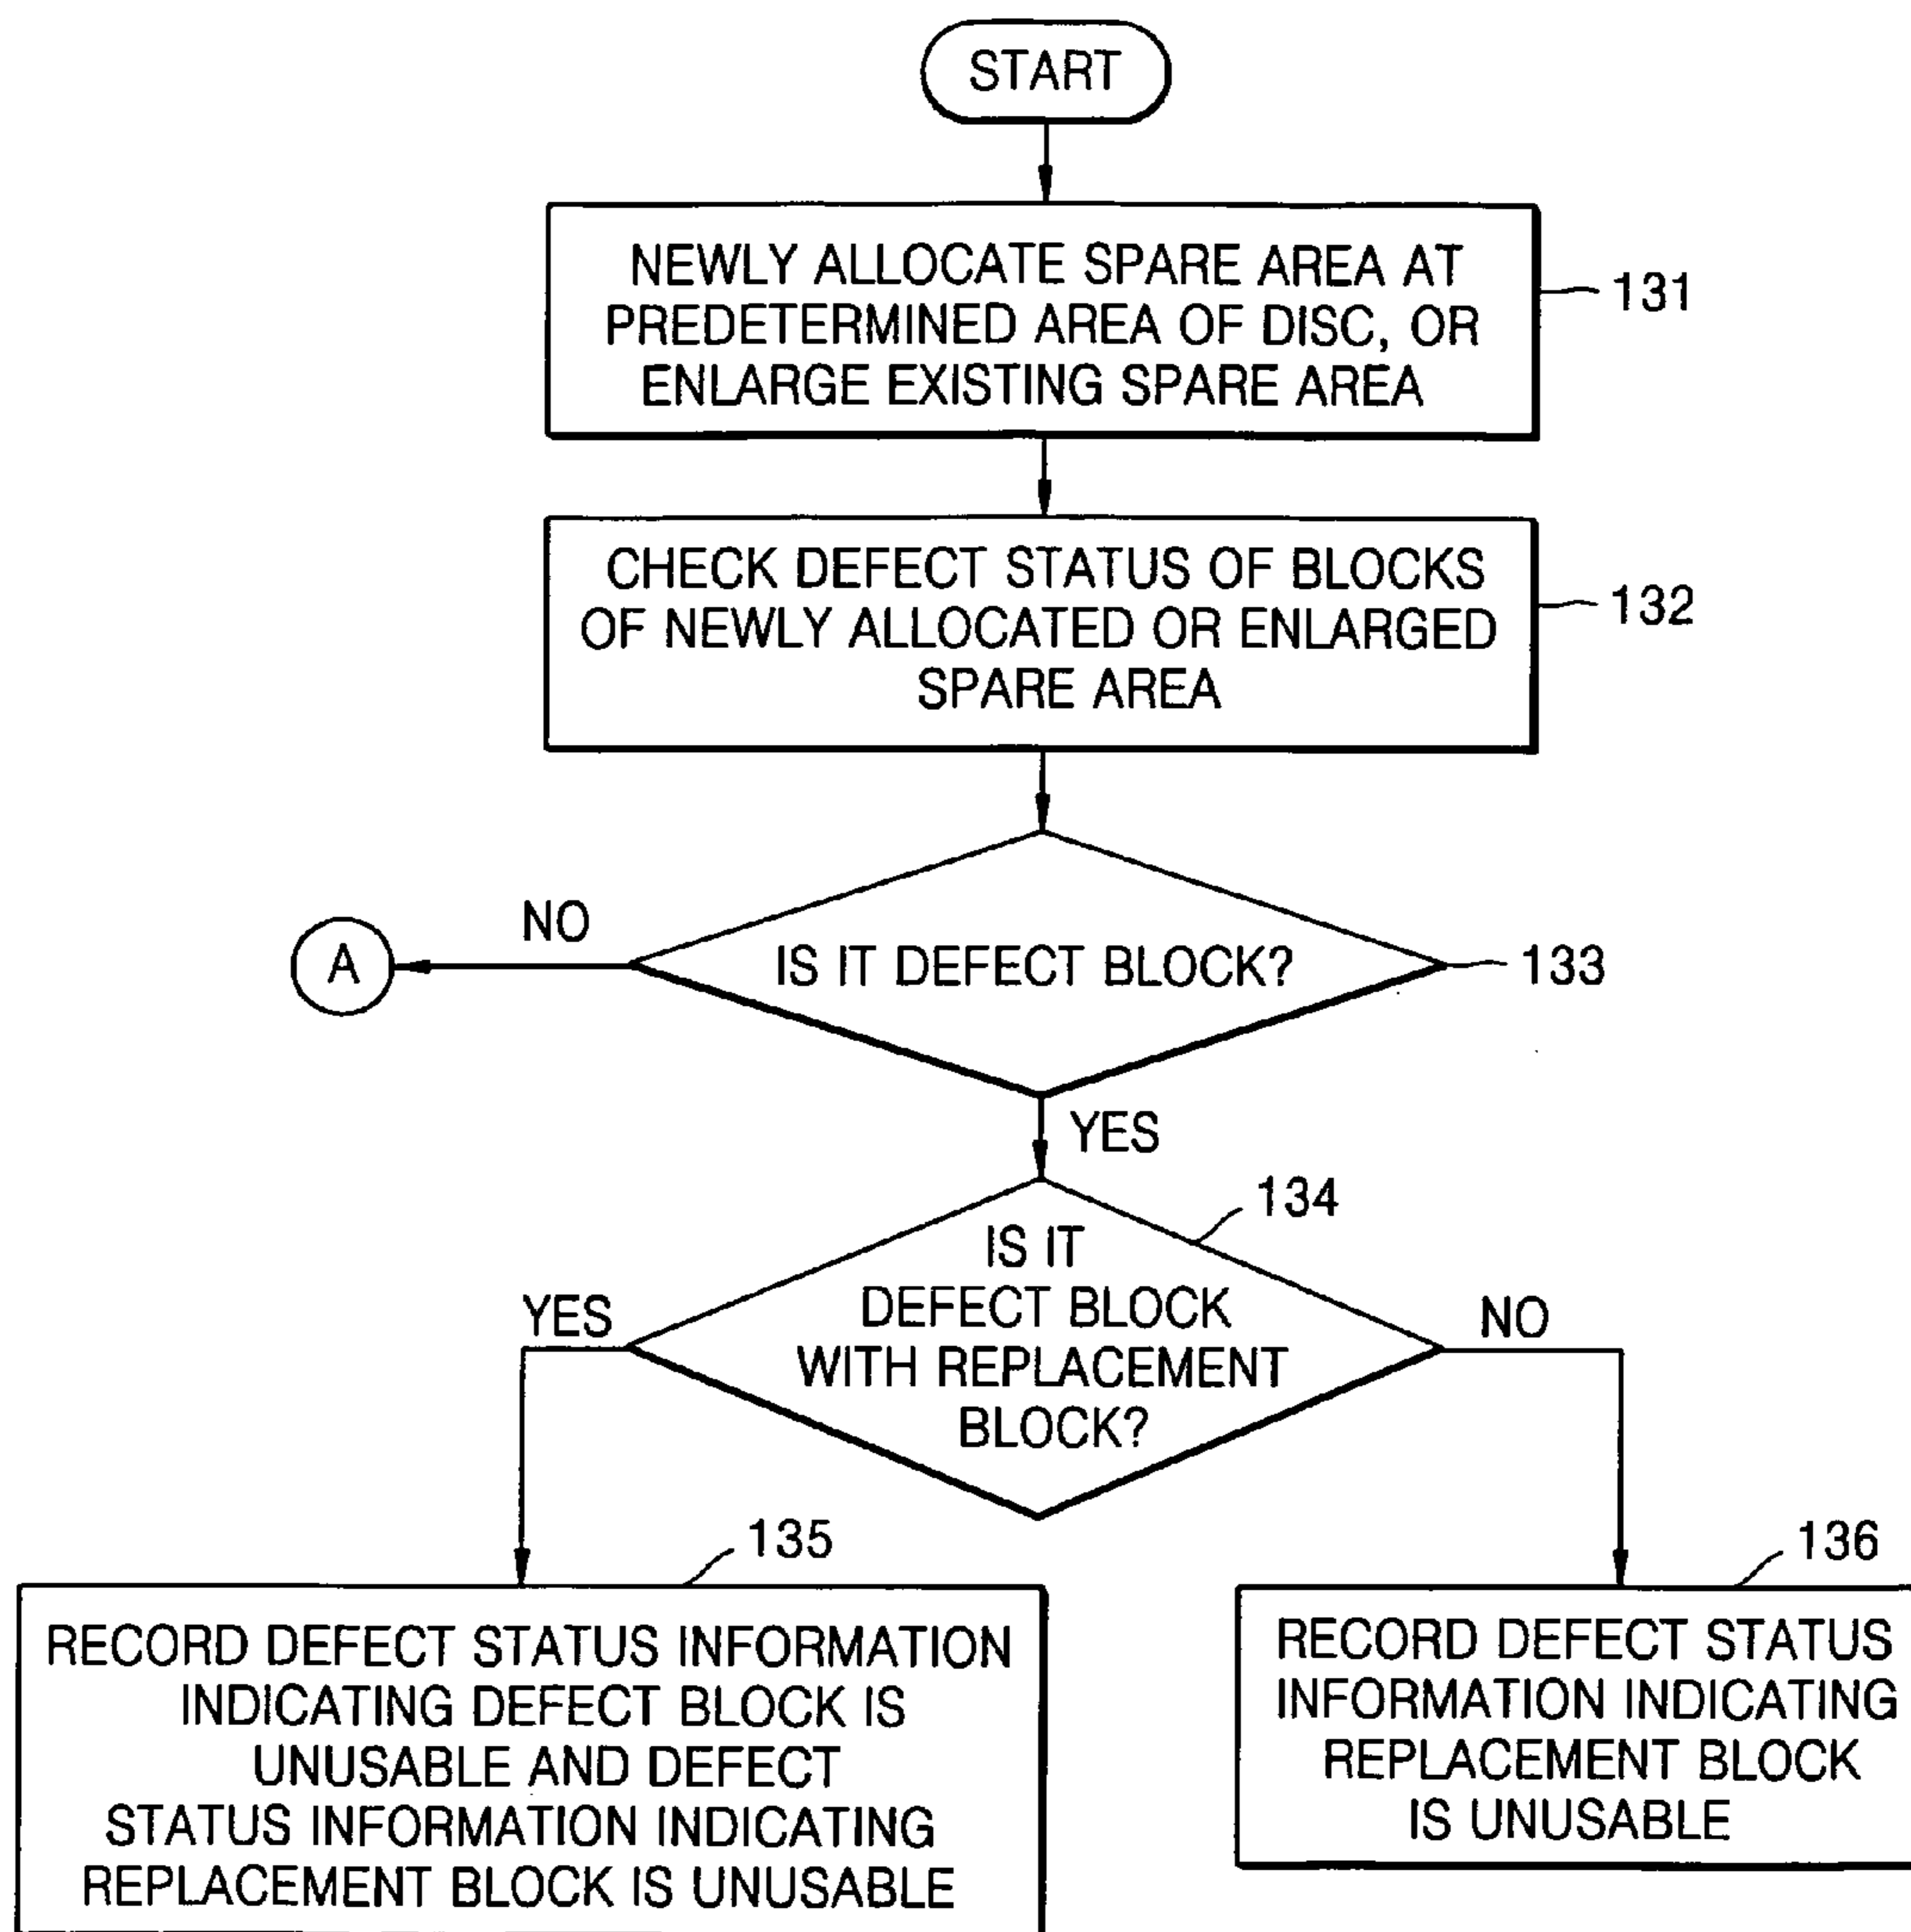 START
NEWLY ALLOCATE SPARE AREA AT
PREDETERMINED AREA OF DISC, OR
ENLARGE EXISTING SPARE AREA
131
CHECK DEFECT STATUS OF BLOCKS
OF NEWLY ALLOCATED OR ENLARGED
SPARE AREA
132
NO
A
IS IT DEFECT BLOCK?
133
YES
134
IS IT
DEFECT BLOCK
WITH REPLACEMENT
BLOCK?
YES
NO
135
RECORD DEFECT STATUS INFORMATION
INDICATING DEFECT BLOCK IS
UNUSABLE AND DEFECT
STATUS INFORMATION INDICATING
REPLACEMENT BLOCK IS UNUSABLE
136
RECORD DEFECT STATUS
INFORMATION INDICATING
REPLACEMENT BLOCK
IS UNUSABLE